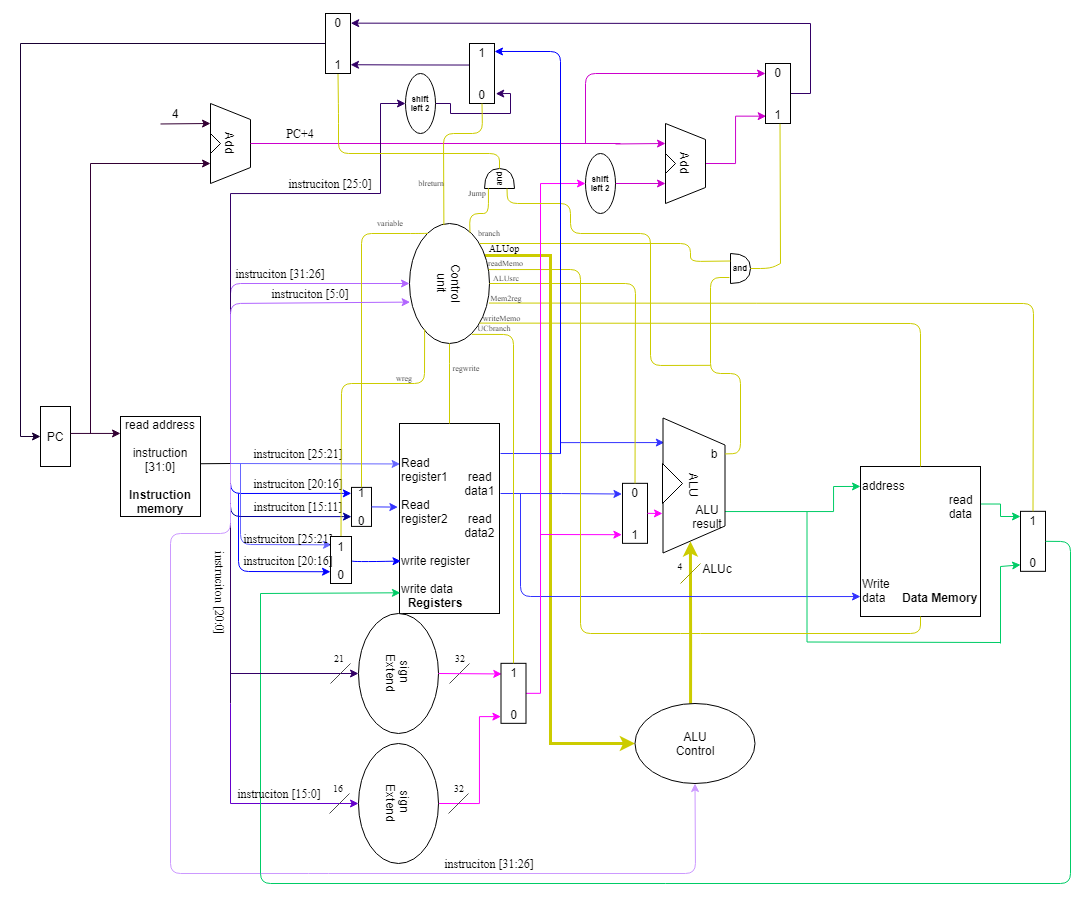 0
1
1
0
shift
left 2
0
1
4
Add
PC+4
Add
shift
left 2
and
instruciton [25:0]
blreturn
Jump
variable
branch
ALUop
readMemo
ALUsrc
Mem2reg
writeMemo
UCbranch
and
Control
unit
instruciton [31:26]
instruciton [5:0]
regwrite
wreg
PC
read address
instruction
[31:0]
Instruction
memory
instruciton [25:21]
instruciton [20:16]
instruciton [15:11]
instruciton [25:21]
instruciton [20:16]
1
0
1
0
Read
register1
read
data1
Read
register2
read
data2
write register
write data
Registers
0
1
b
ALU
ALU
result
4
ALUc
address
read
data
Write
data
Data Memory
1
0
instruciton [20:0]
21
sign
Extend
32
1
0
ALU
Control
instruciton [15:0]
16
sign
Extend
32
instruciton [31:26]